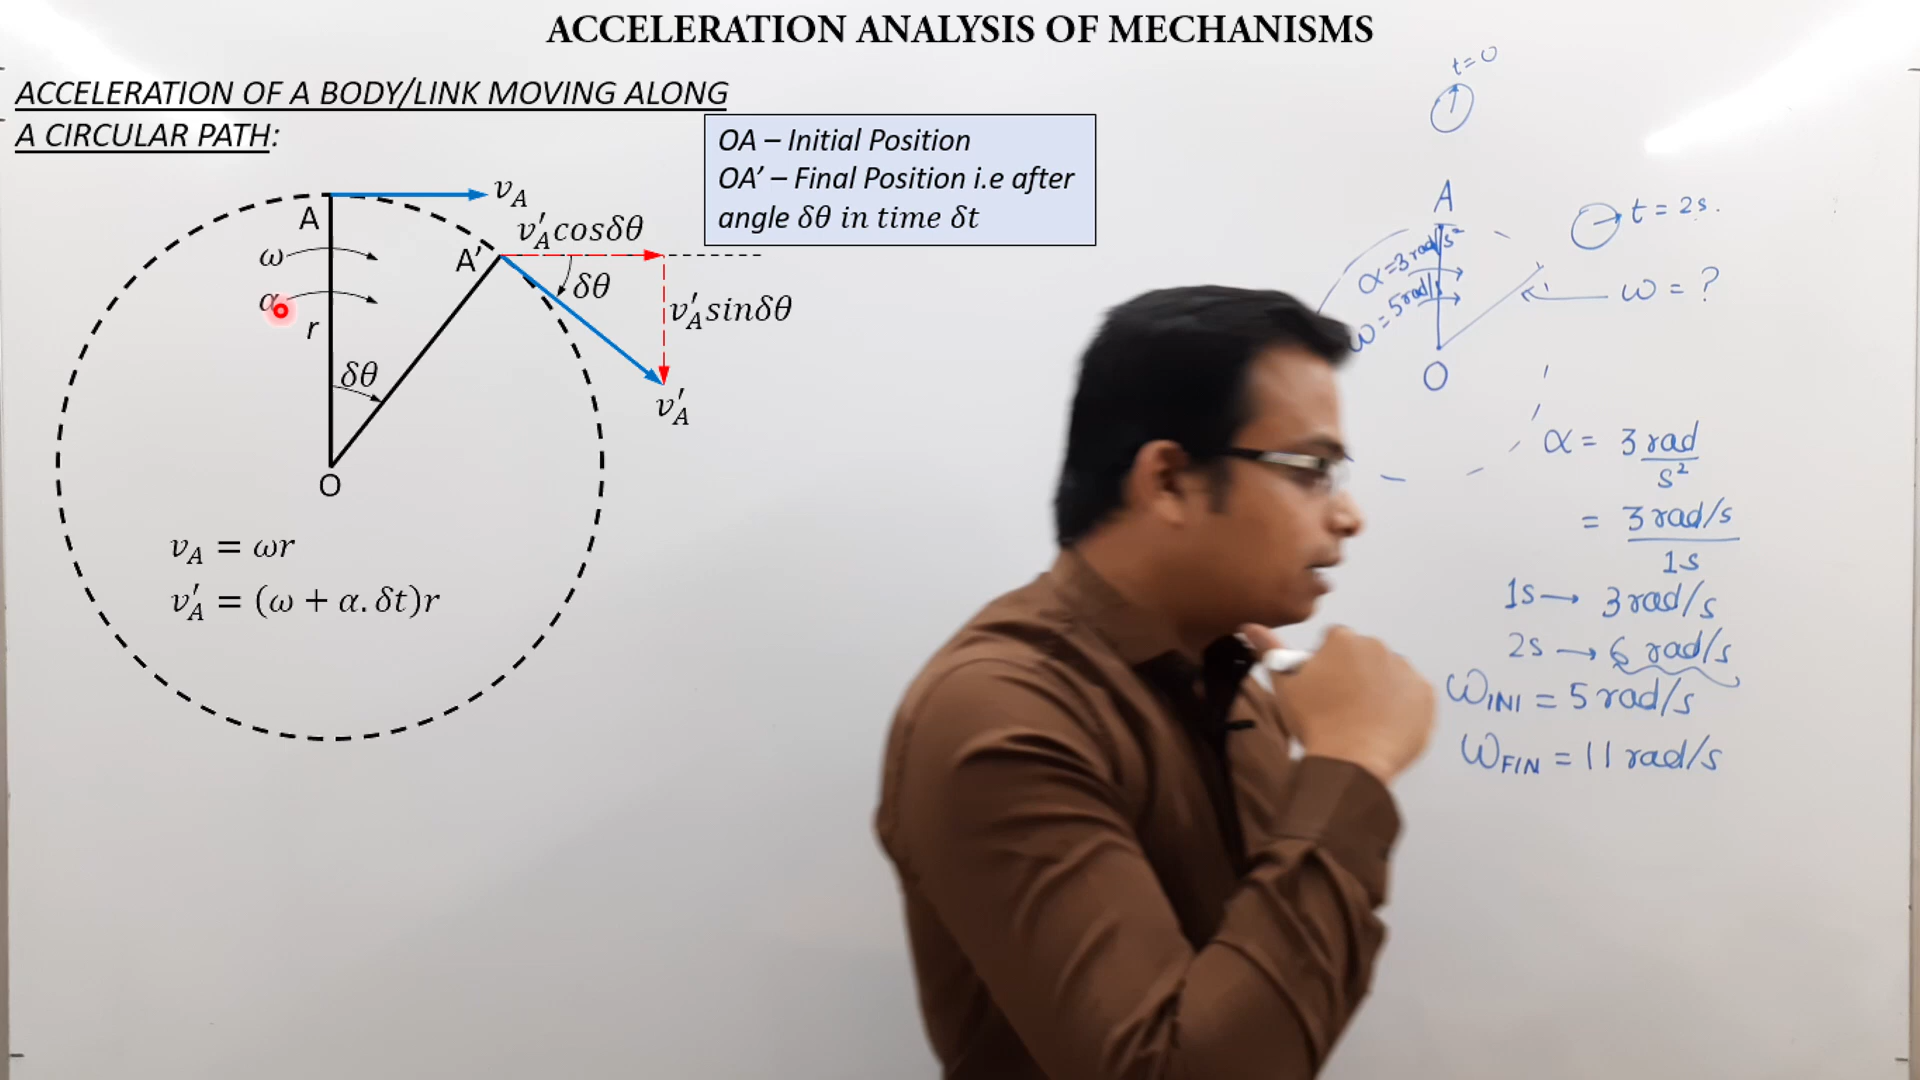 ACCELERATION ANALYSIS OF MECHANISMS
ACCELERATION OF A BODY/LINK MOVING ALONG
A CIRCULAR PATH:
OA – Initial Position
OA’ – Final Position i.e after
angle δθ in time δt
A
v_A
v'_A cosδθ
ω
A'
δθ
α
r
v'_A sinδθ
δθ
v'_A
O
v_A = ωr
v'_A = (ω + α.δt)r
t=0
A
t = 2s.
α=3rad/s²
ω = 5rad/s
ω = ?
O
α = 3 rad/s²
= 3rad/s / 1s
1s → 3 rad/s
2s → 6 rad/s
ω_INI = 5 rad/s
ω_FIN = 11 rad/s